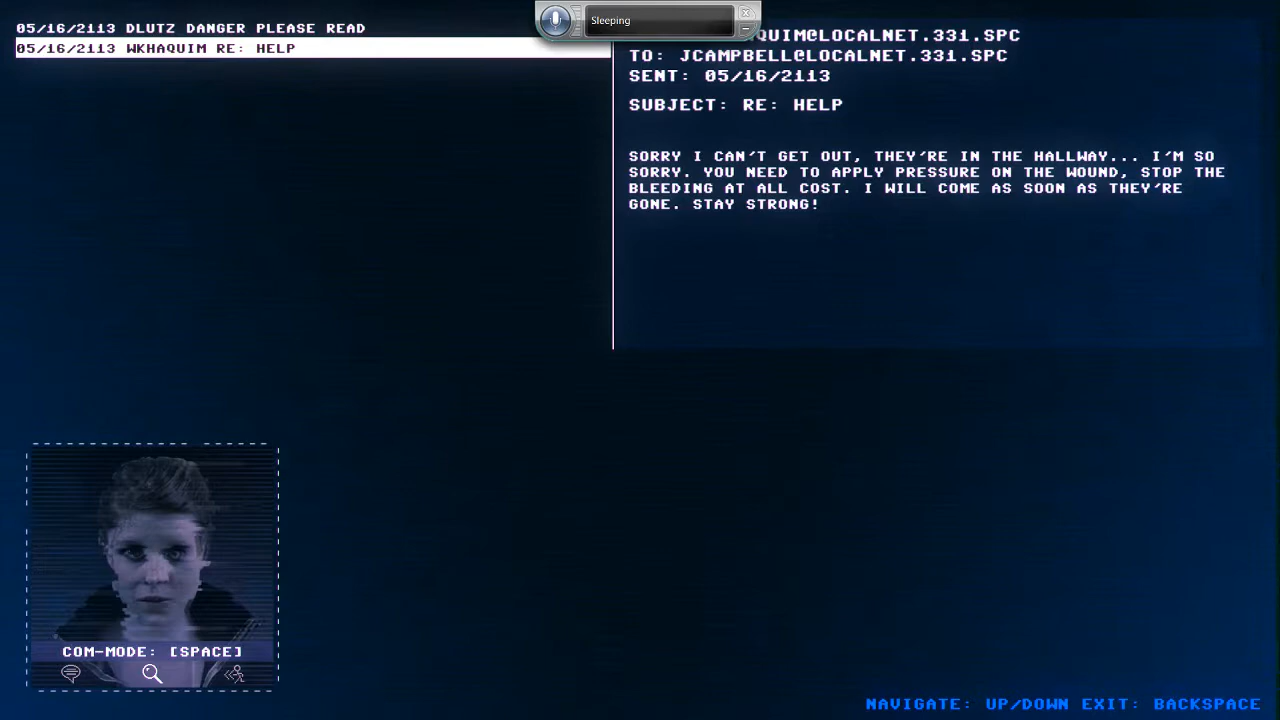 05/16/2113 DLUTZ DANGER PLEASE READ
05/16/2113 WKHAQUIM RE: HELP
Sleeping
QUIM@LOCALNET.331.SPC
TO: JCAMPBELL@LOCALNET.331.SPC
SENT: 05/16/2113
SUBJECT: RE: HELP
SORRY I CAN'T GET OUT, THEY'RE IN THE HALLWAY... I'M SO
SORRY. YOU NEED TO APPLY PRESSURE ON THE WOUND, STOP THE
BLEEDING AT ALL COST. I WILL COME AS SOON AS THEY'RE
GONE. STAY STRONG!
COM-MODE: [SPACE]
NAVIGATE: UP/DOWN EXIT: BACKSPACE